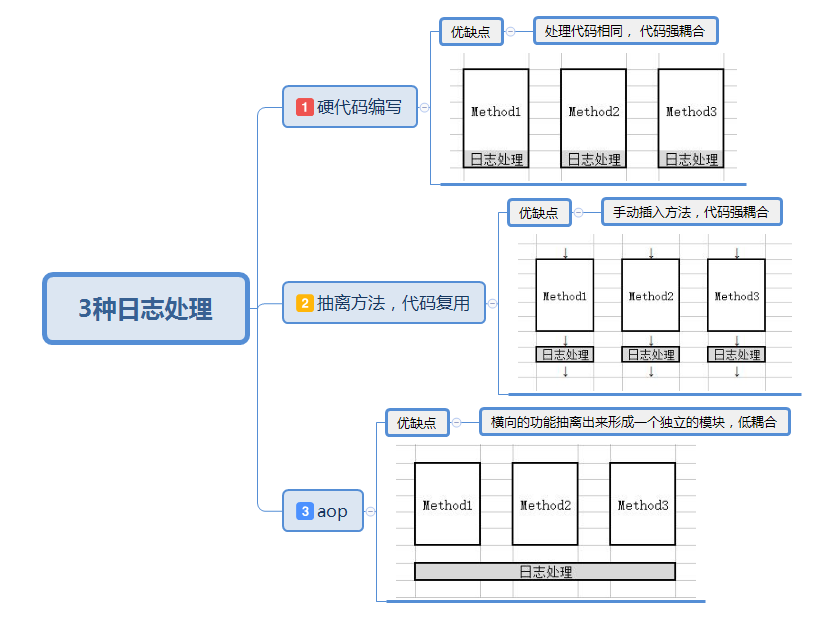 3种日志处理
1 硬代码编写
优缺点
处理代码相同， 代码强耦合
Method1 Method2 Method3
日志处理 日志处理 日志处理
2 抽离方法，代码复用
优缺点
手动插入方法，代码强耦合
↓ ↓ ↓
Method1 Method2 Method3
↓ ↓ ↓
日志处理 日志处理 日志处理
↓ ↓ ↓
3 aop
优缺点
横向的功能抽离出来形成一个独立的模块，低耦合
Method1 Method2 Method3
日志处理